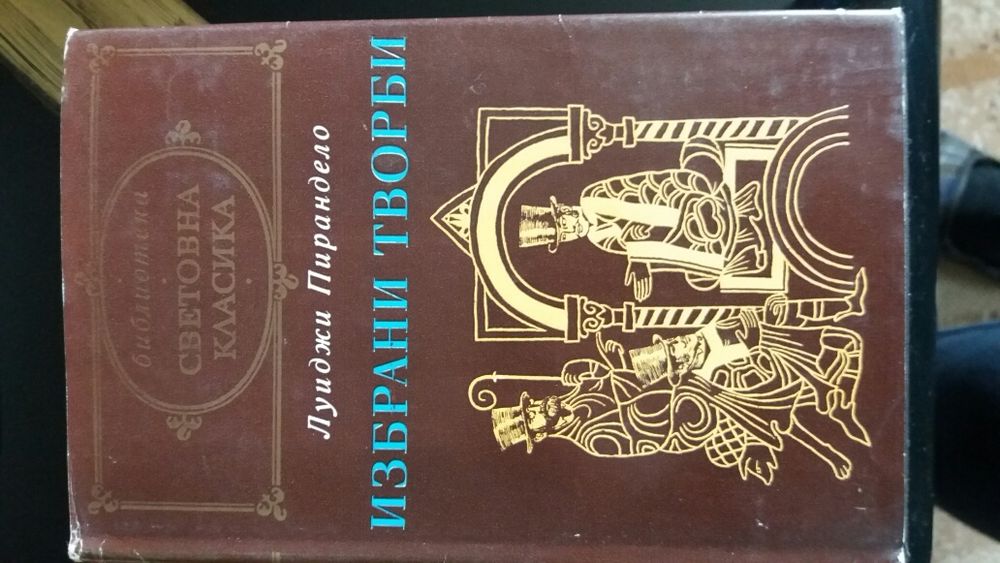 библиотека
СВЕТОВНА
КЛАСИКА
Луиджи Пирандело
ИЗБРАНИ ТВОРБИ